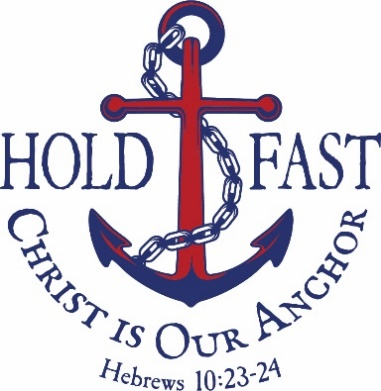 HOLD FAST
CHRIST IS OUR ANCHOR
Hebrews 10:23-24